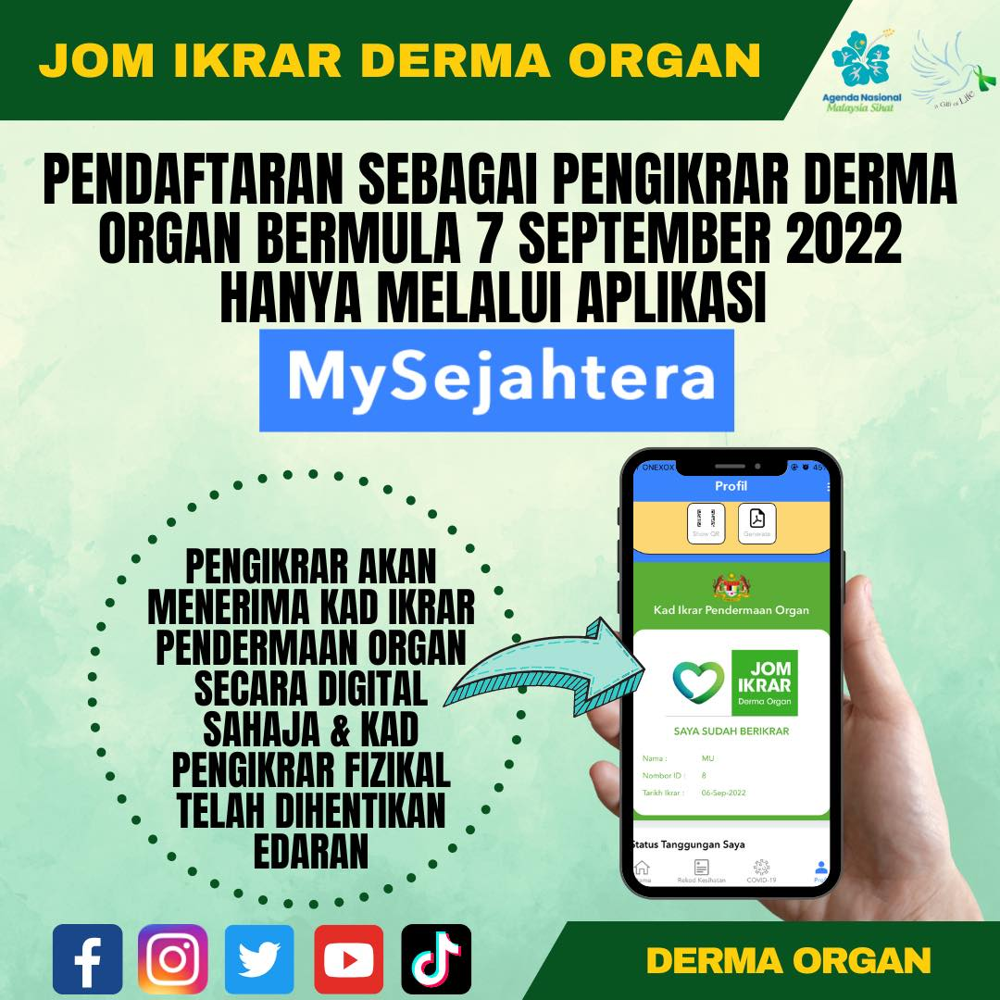 JOM IKRAR DERMA ORGAN
Agenda Nasional
Malaysia Sihat
a Gift of Life
PENDAFTARAN SEBAGAI PENGIKRAR DERMA
ORGAN BERMULA 7 SEPTEMBER 2022
HANYA MELALUI APLIKASI
MySejahtera
PENGIKRAR AKAN
MENERIMA KAD IKRAR
PENDERMAAN ORGAN
SECARA DIGITAL
SAHAJA & KAD
PENGIKRAR FIZIKAL
TELAH DIHENTIKAN
EDARAN
ONEXOX
Profil
Show QR
Generate
Kad Ikrar Pendermaan Organ
JOM
IKRAR
Derma Organ
SAYA SUDAH BERIKRAR
Nama : MU
Nombor ID : 8
Tarikh Ikrar : 06-Sep-2022
Status Tanggungan Saya
Rekod Kesihatan
COVID-19
DERMA ORGAN